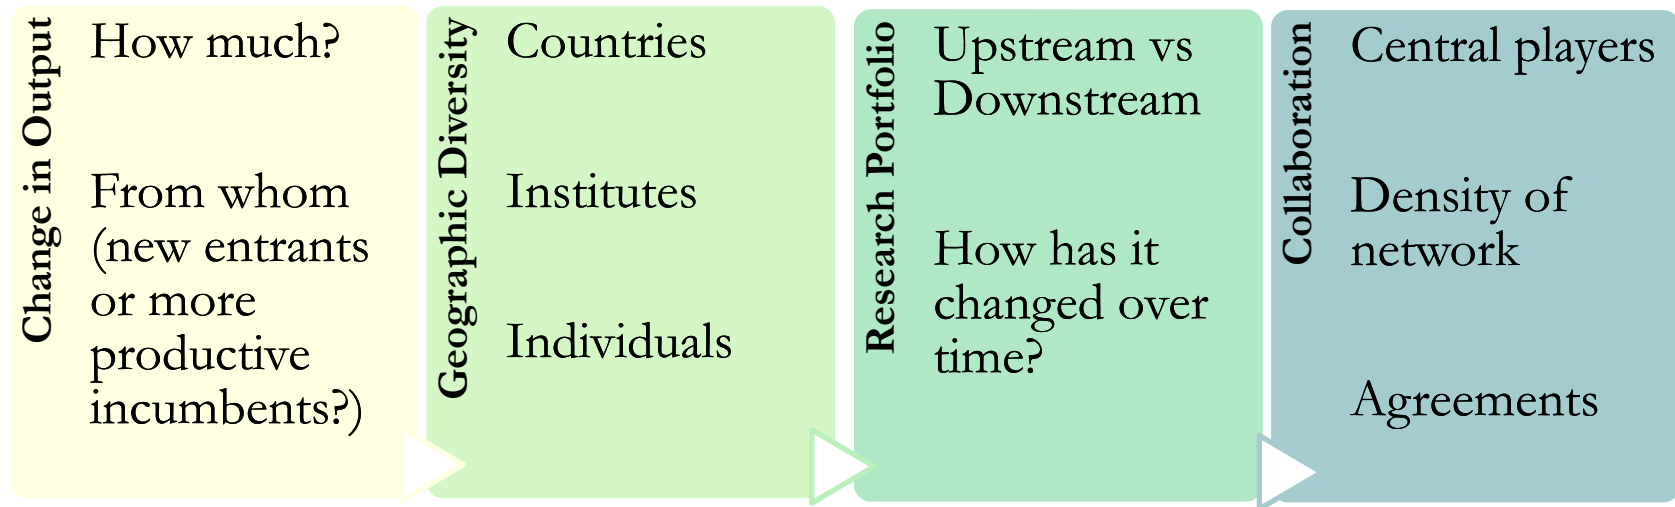 Change in Output
How much?
From whom
(new entrants
or more
productive
incumbents?)
Geographic Diversity
Countries
Institutes
Individuals
Research Portfolio
Upstream vs
Downstream
How has it
changed over
time?
Collaboration
Central players
Density of
network
Agreements